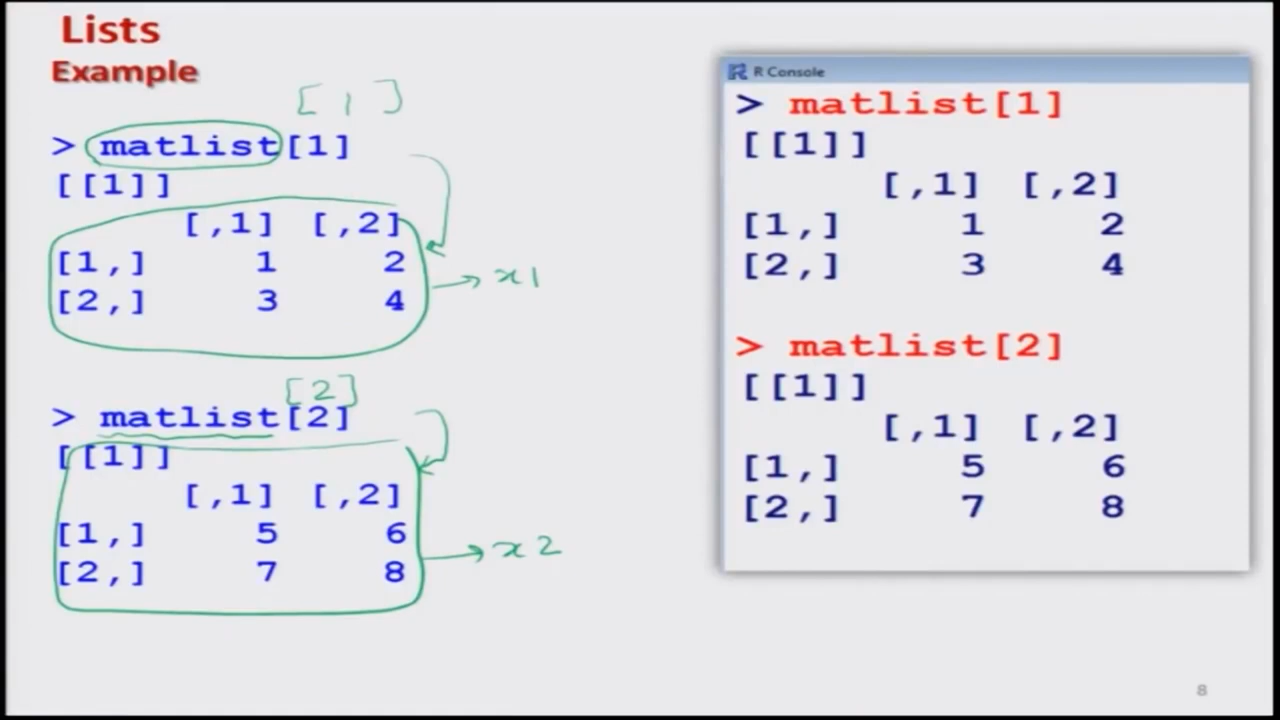 Lists
Example
[ 1 ]
> matlist[1]
[[1]]
[,1] [,2]
[1,] 1 2
[2,] 3 4
x1
[2]
> matlist[2]
[[1]]
[,1] [,2]
[1,] 5 6
[2,] 7 8
x2
R Console
> matlist[1]
[[1]]
[,1] [,2]
[1,] 1 2
[2,] 3 4
> matlist[2]
[[1]]
[,1] [,2]
[1,] 5 6
[2,] 7 8
8